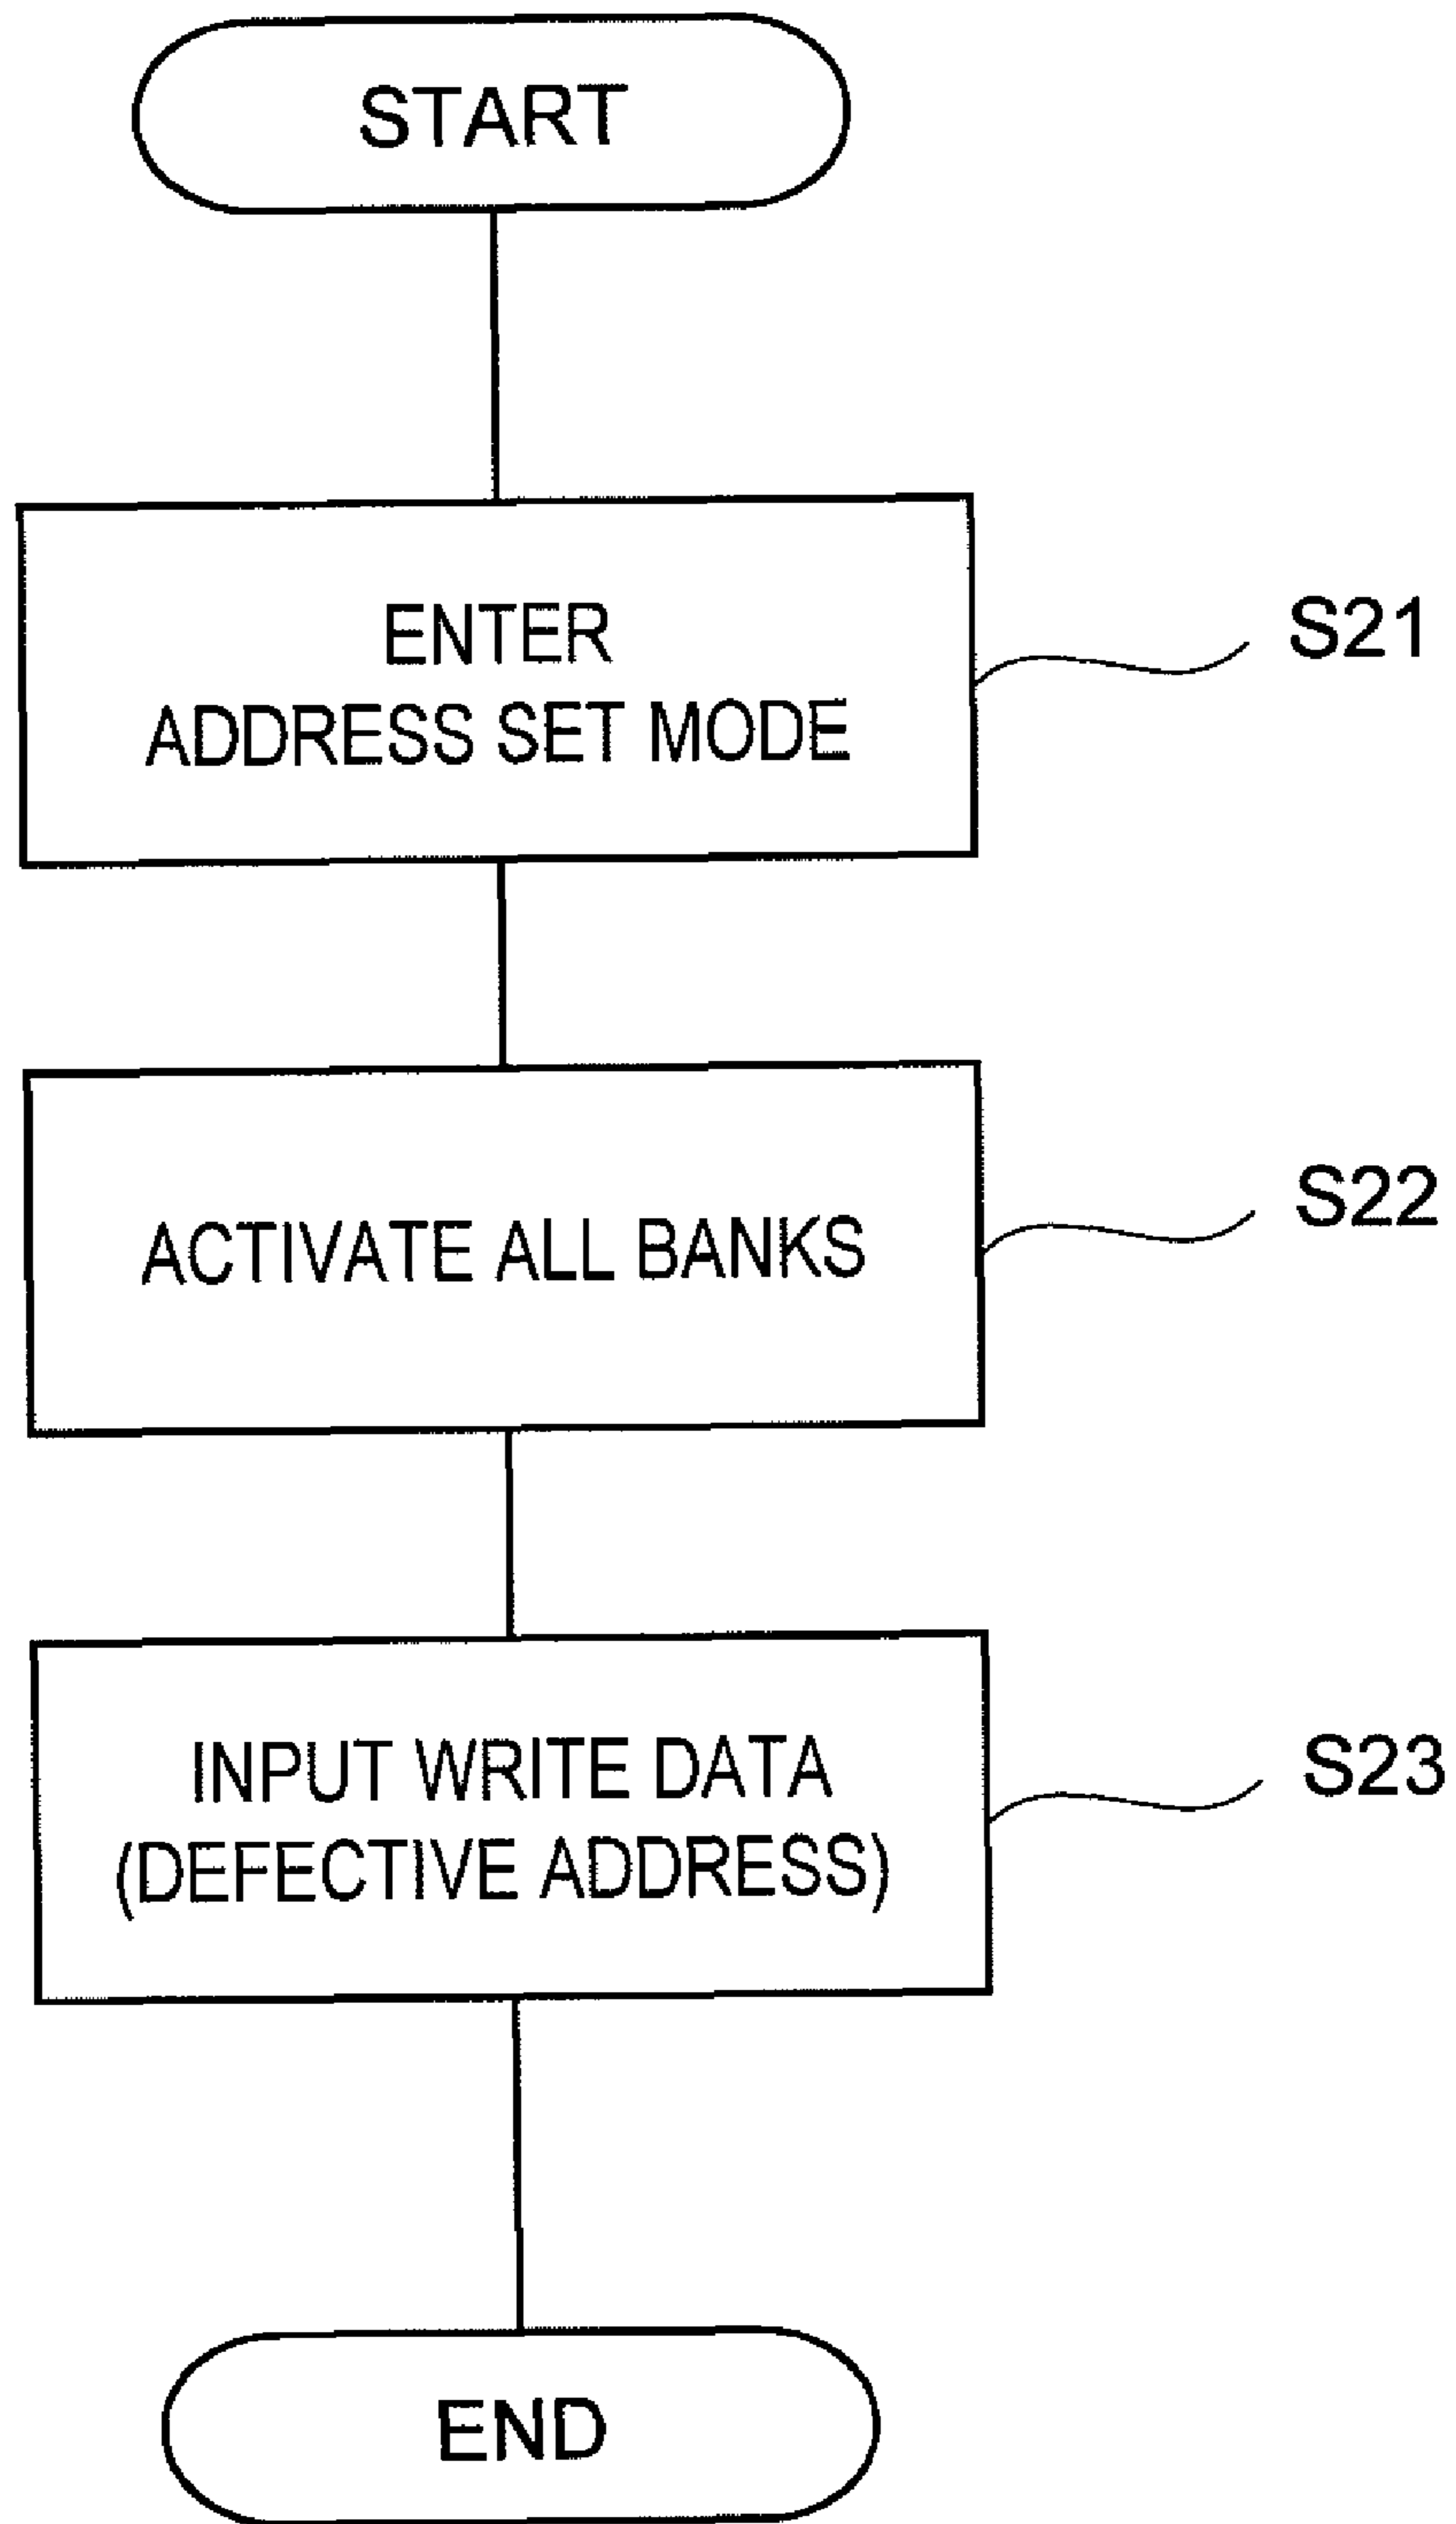 START
ENTER
ADDRESS SET MODE
S21
ACTIVATE ALL BANKS
S22
INPUT WRITE DATA
(DEFECTIVE ADDRESS)
S23
END